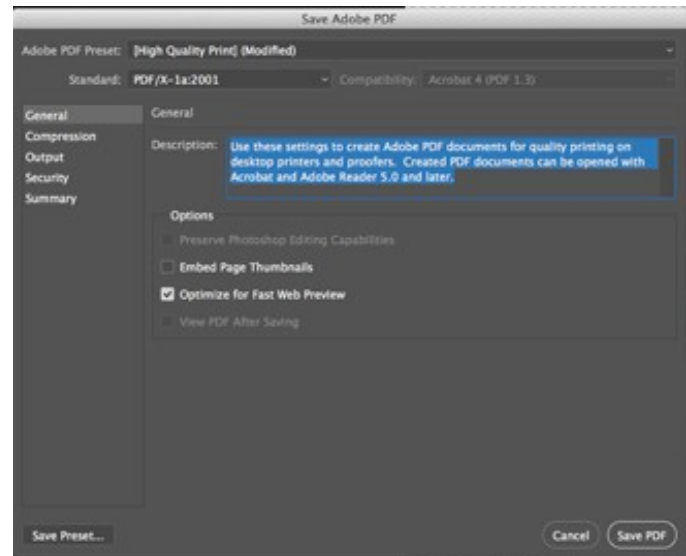 Save Adobe PDF
Adobe PDF Preset: [High Quality Print] (Modified)
Standard: PDF/X-1a:2001 Compatibility: Acrobat 4 (PDF 1.3)
General
Compression
Output
Security
Summary
General
Description: Use these settings to create Adobe PDF documents for quality printing on
desktop printers and proofers. Created PDF documents can be opened with
Acrobat and Adobe Reader 5.0 and later.
Options
Preserve Photoshop Editing Capabilities
Embed Page Thumbnails
Optimize for Fast Web Preview
View PDF After Saving
Save Preset...
Cancel
Save PDF